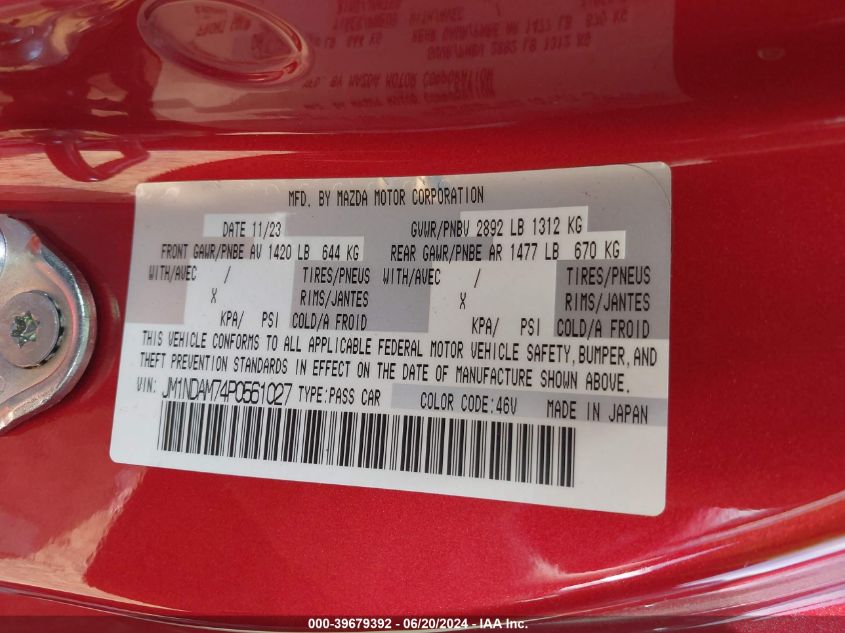 MFD. BY MAZDA MOTOR CORPORATION
DATE 11/23 GVWR/PNBV 2892 LB 1312 KG
FRONT GAWR/PNBE AV 1420 LB 644 KG REAR GAWR/PNBE AR 1477 LB 670 KG
WITH/AVEC / TIRES/PNEUS WITH/AVEC / TIRES/PNEUS
X RIMS/JANTES X RIMS/JANTES
KPA/ PSI COLD/A FROID KPA/ PSI COLD/A FROID
THIS VEHICLE CONFORMS TO ALL APPLICABLE FEDERAL MOTOR VEHICLE SAFETY, BUMPER, AND
THEFT PREVENTION STANDARDS IN EFFECT ON THE DATE OF MANUFACTURE SHOWN ABOVE.
VIN: JM1NDAM74P0561027 TYPE:PASS CAR COLOR CODE:46V MADE IN JAPAN
000-39679392 - 06/20/2024 - IAA Inc.